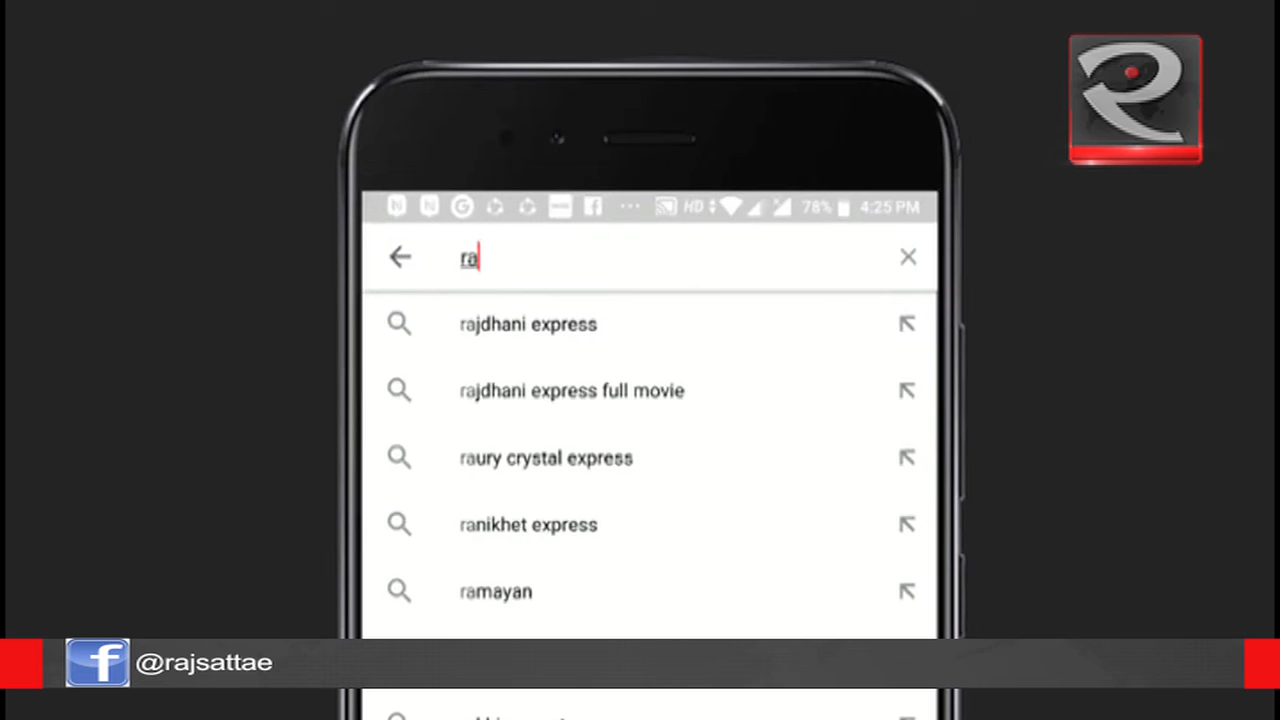 HD 78% 4:25 PM
ra
rajdhani express
rajdhani express full movie
raury crystal express
ranikhet express
ramayan
@rajsattae